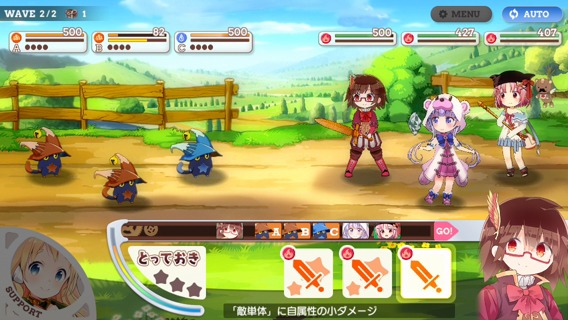 WAVE 2/2 1
MENU
AUTO
500
82
500
500
427
407
A
B
C
A B C GO!
とっておき
SUPPORT
「敵単体」に自属性の小ダメージ